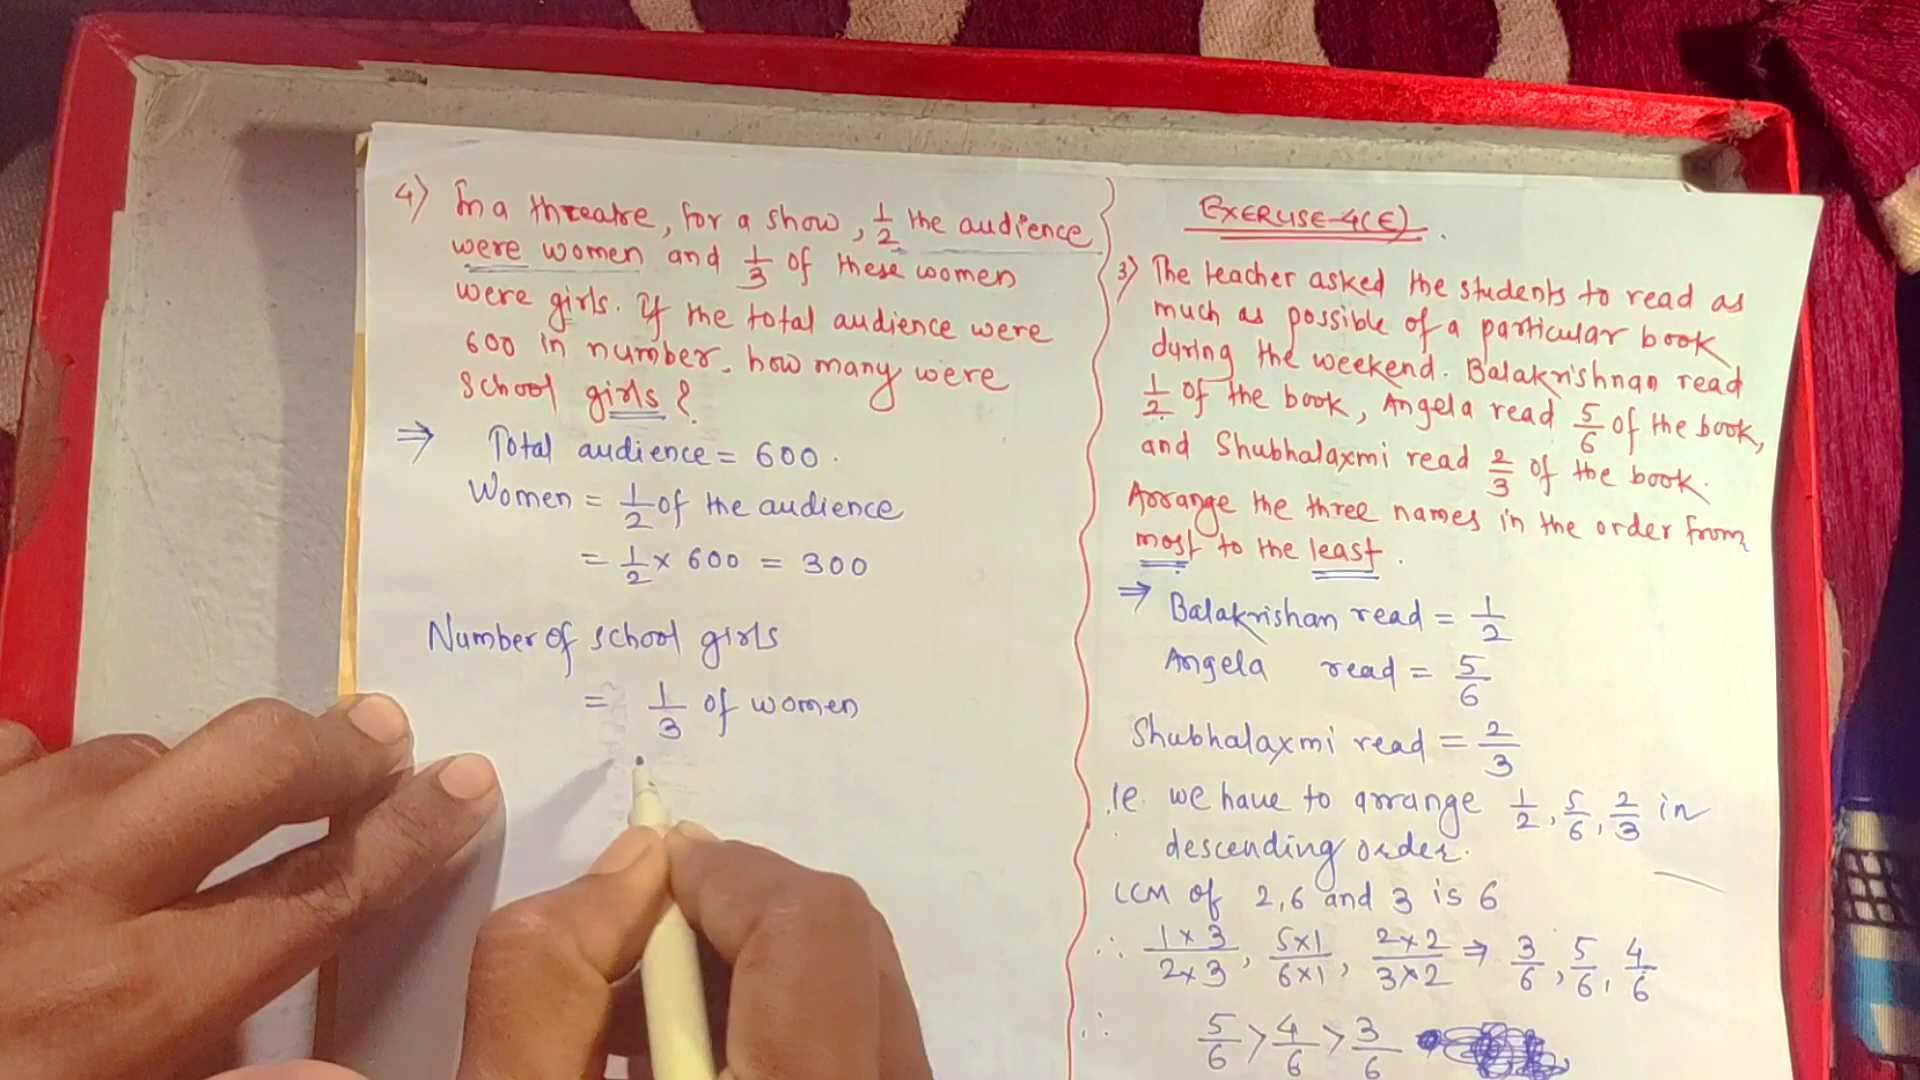 4) In a threatre, for a show, 1/2 the audience
were women and 1/3 of these women
were girls. If the total audience were
600 in number. how many were
School girls?
⇒ Total audience = 600.
Women = 1/2 of the audience
= 1/2 × 600 = 300
Number of school girls
= 1/3 of women
EXERCISE-4(E).
3) The teacher asked the students to read as
much as possible of a particular book
during the weekend. Balakrishnan read
1/2 of the book, Angela read 5/6 of the book,
and Shubhalaxmi read 2/3 of the book.
Arrange the three names in the order from
most to the least.
⇒ Balakrishan read = 1/2
Angela read = 5/6
Shubhalaxmi read = 2/3
ie. we have to arrange 1/2, 5/6, 2/3 in
descending order.
LCM of 2,6 and 3 is 6
∴ 1×3/2×3, 5×1/6×1, 2×2/3×2 ⇒ 3/6, 5/6, 4/6
∴ 5/6 > 4/6 > 3/6